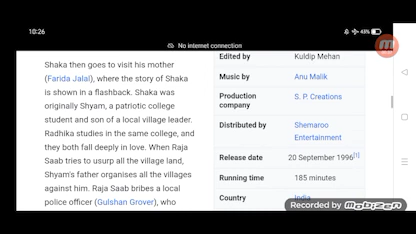 10:26
43%
No internet connection
Shaka then goes to visit his mother
(Farida Jalal), where the story of Shaka
is shown in a flashback. Shaka was
originally Shyam, a patriotic college
student and son of a local village leader.
Radhika studies in the same college, and
they both fall deeply in love. When Raja
Saab tries to usurp all the village land,
Shyam's father organises all the villages
against him. Raja Saab bribes a local
police officer (Gulshan Grover), who
Edited by Kuldip Mehan
Music by Anu Malik
Production S. P. Creations
company
Distributed by Shemaroo
Entertainment
Release date 20 September 1996[1]
Running time 185 minutes
Country India
Recorded by Mobizen